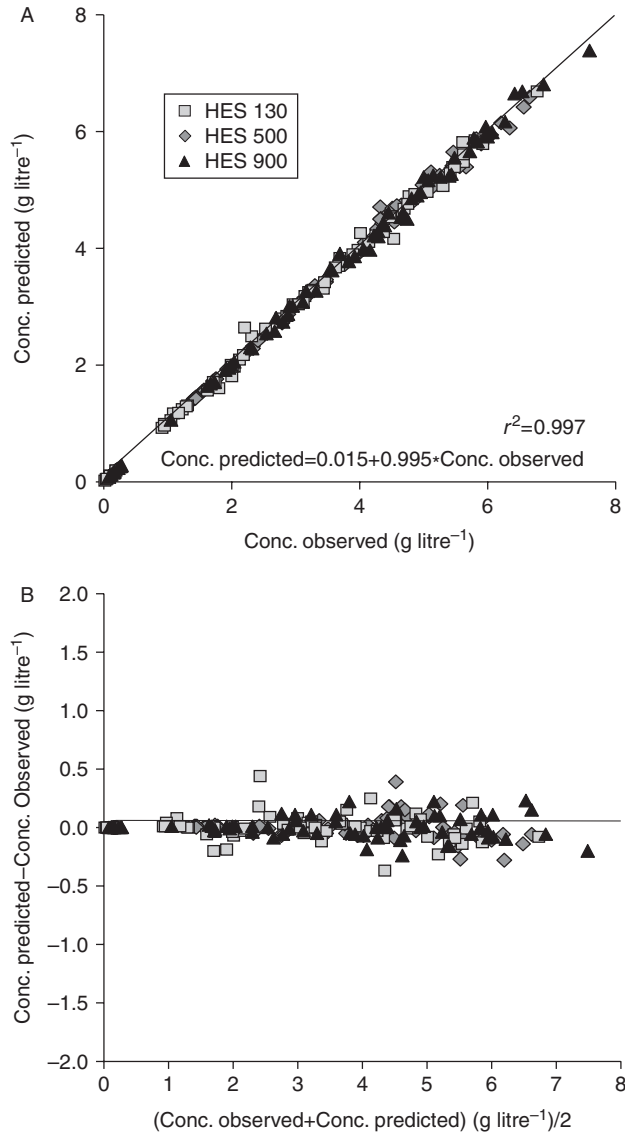 A
8
6
4
2
0
Conc. predicted (g litre⁻¹)
HES 130
HES 500
HES 900
r²=0.997
Conc. predicted=0.015+0.995*Conc. observed
0 2 4 6 8
Conc. observed (g litre⁻¹)
B
2.0
1.5
1.0
0.5
0.0
–0.5
–1.0
–1.5
–2.0
Conc. predicted–Conc. Observed (g litre⁻¹)
0 1 2 3 4 5 6 7 8
(Conc. observed+Conc. predicted) (g litre⁻¹)/2